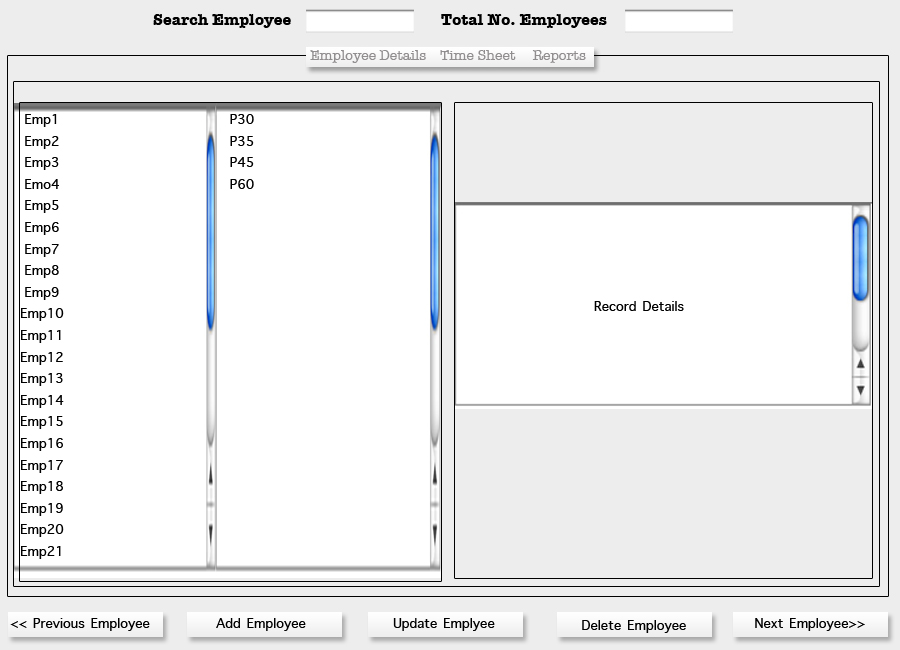 Search Employee Total No. Employees
Employee Details Time Sheet Reports
Emp1 P30
Emp2 P35
Emp3 P45
Emo4 P60
Emp5
Emp6
Emp7
Emp8
Emp9
Emp10
Emp11
Emp12
Emp13
Emp14
Emp15
Emp16
Emp17
Emp18
Emp19
Emp20
Emp21
Record Details
<< Previous Employee Add Employee Update Emplyee Delete Employee Next Employee>>